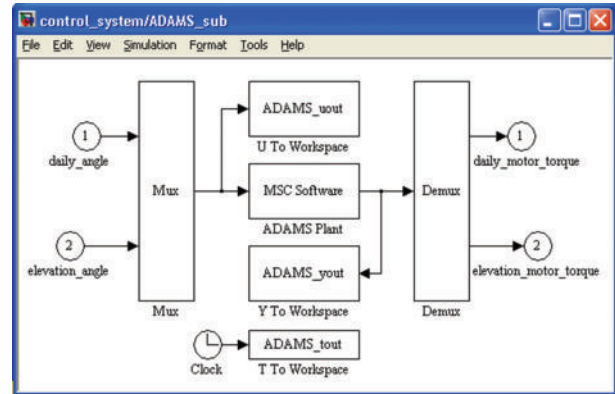 control_system/ADAMS_sub
File Edit View Simulation Format Tools Help
ADAMS_uout
U To Workspace
1
daily_angle
Mux
MSC Software
ADAMS Plant
Demux
1
daily_motor_torque
2
elevation_angle
ADAMS_yout
Y To Workspace
2
elevation_motor_torque
Mux
Demux
ADAMS_tout
Clock
T To Workspace